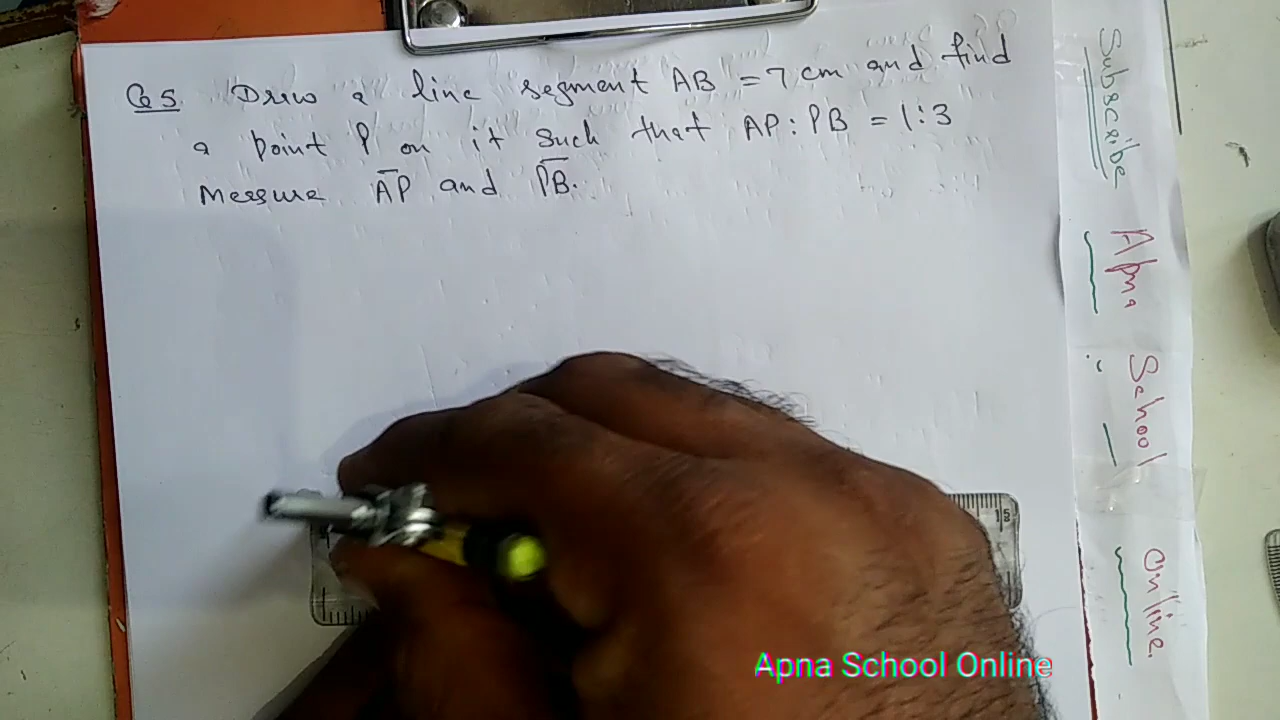 Q5 Draw a line segment AB = 7 cm and find
a point P on it such that AP : PB = 1:3
Measure AP and PB.
Subscribe Apna School Online.
15
Apna School Online